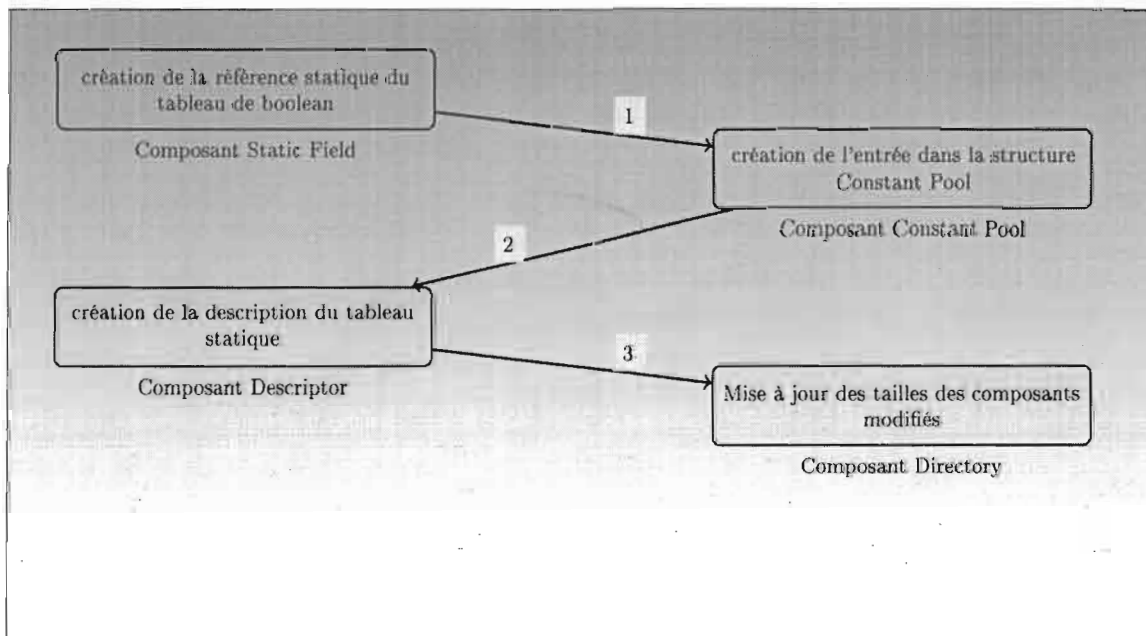 création de la référence statique du
tableau de boolean
Composant Static Field
1
création de l'entrée dans la structure
Constant Pool
Composant Constant Pool
2
création de la description du tableau
statique
Composant Descriptor
3
Mise à jour des tailles des composants
modifiés
Composant Directory